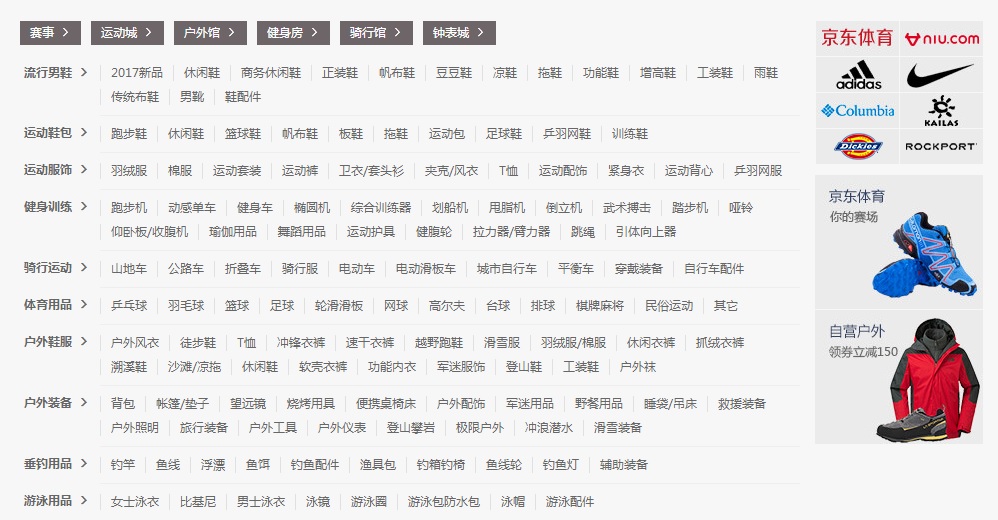 赛事 > 运动城 > 户外馆 > 健身房 > 骑行馆 > 钟表城 >
流行男鞋 > 2017新品 | 休闲鞋 | 商务休闲鞋 | 正装鞋 | 帆布鞋 | 豆豆鞋 | 凉鞋 | 拖鞋 | 功能鞋 | 增高鞋 | 工装鞋 | 雨鞋
传统布鞋 | 男靴 | 鞋配件
运动鞋包 > 跑步鞋 | 休闲鞋 | 篮球鞋 | 帆布鞋 | 板鞋 | 拖鞋 | 运动包 | 足球鞋 | 乒羽网鞋 | 训练鞋
运动服饰 > 羽绒服 | 棉服 | 运动套装 | 运动裤 | 卫衣/套头衫 | 夹克/风衣 | T恤 | 运动配饰 | 紧身衣 | 运动背心 | 乒羽网服
健身训练 > 跑步机 | 动感单车 | 健身车 | 椭圆机 | 综合训练器 | 划船机 | 甩脂机 | 倒立机 | 武术搏击 | 踏步机 | 哑铃
仰卧板/收腹机 | 瑜伽用品 | 舞蹈用品 | 运动护具 | 健腹轮 | 拉力器/臂力器 | 跳绳 | 引体向上器
骑行运动 > 山地车 | 公路车 | 折叠车 | 骑行服 | 电动车 | 电动滑板车 | 城市自行车 | 平衡车 | 穿戴装备 | 自行车配件
体育用品 > 乒乓球 | 羽毛球 | 篮球 | 足球 | 轮滑滑板 | 网球 | 高尔夫 | 台球 | 排球 | 棋牌麻将 | 民俗运动 | 其它
户外鞋服 > 户外风衣 | 徒步鞋 | T恤 | 冲锋衣裤 | 速干衣裤 | 越野跑鞋 | 滑雪服 | 羽绒服/棉服 | 休闲衣裤 | 抓绒衣裤
溯溪鞋 | 沙滩/凉拖 | 休闲鞋 | 软壳衣裤 | 功能内衣 | 军迷服饰 | 登山鞋 | 工装鞋 | 户外袜
户外装备 > 背包 | 帐篷/垫子 | 望远镜 | 烧烤用具 | 便携桌椅床 | 户外配饰 | 军迷用品 | 野餐用品 | 睡袋/吊床 | 救援装备
户外照明 | 旅行装备 | 户外工具 | 户外仪表 | 登山攀岩 | 极限户外 | 冲浪潜水 | 滑雪装备
垂钓用品 > 钓竿 | 鱼线 | 浮漂 | 鱼饵 | 钓鱼配件 | 渔具包 | 钓箱钓椅 | 鱼线轮 | 钓鱼灯 | 辅助装备
游泳用品 > 女士泳衣 | 比基尼 | 男士泳衣 | 泳镜 | 游泳圈 | 游泳包防水包 | 泳帽 | 游泳配件
京东体育 niu.com
adidas
Columbia KAILAS
Dickies ROCKPORT
京东体育
你的赛场
自营户外
领券立减150